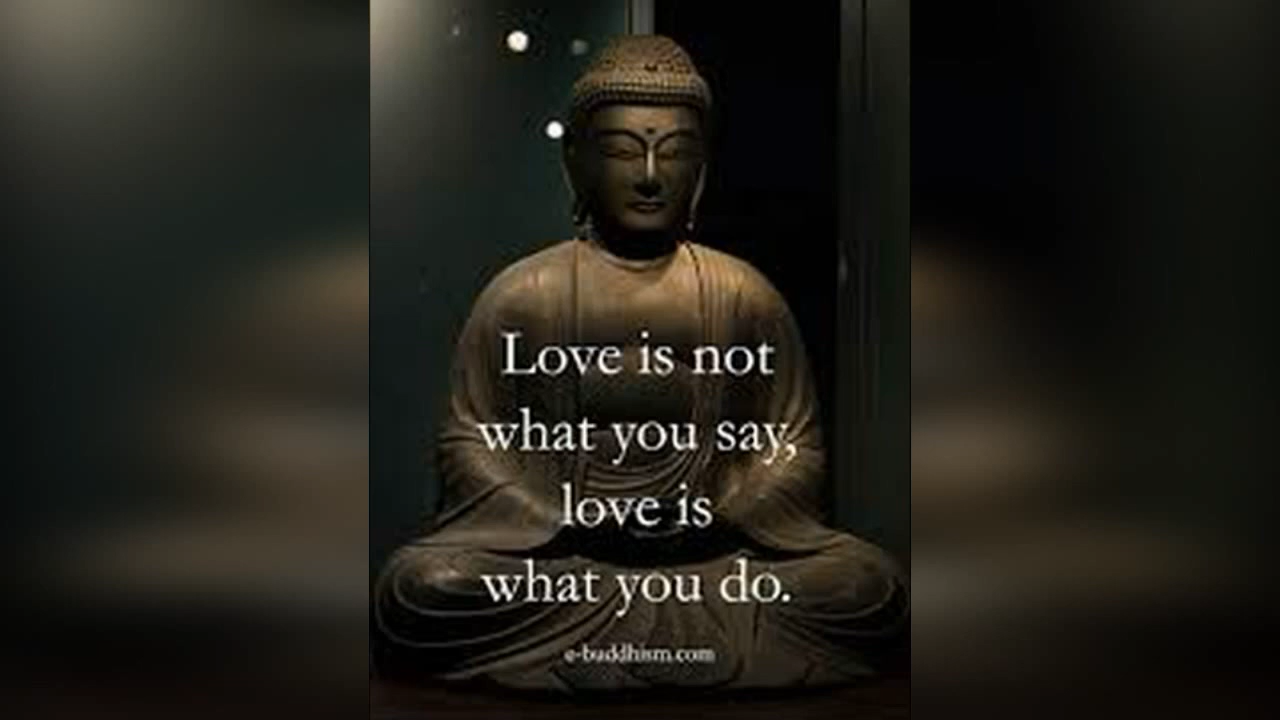 Love is not
what you say,
love is
what you do.
e-buddhism.com